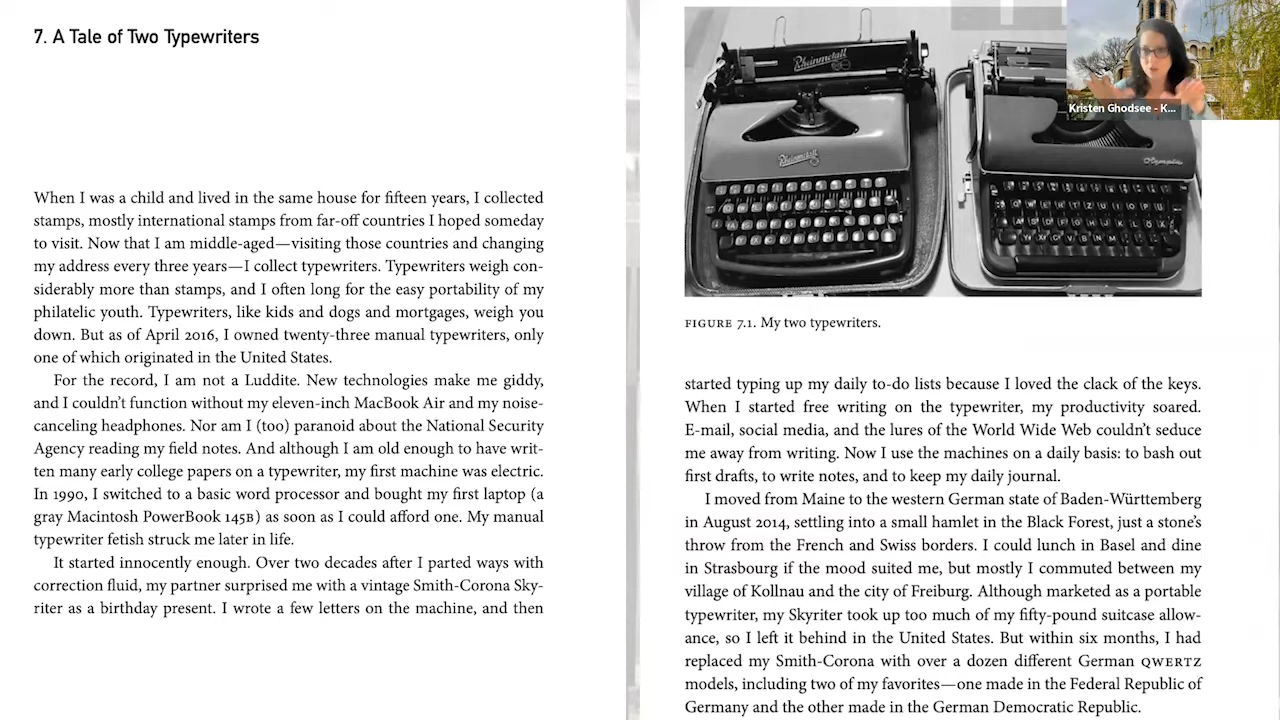 7. A Tale of Two Typewriters
When I was a child and lived in the same house for fifteen years, I collected
stamps, mostly international stamps from far-off countries I hoped someday
to visit. Now that I am middle-aged—visiting those countries and changing
my address every three years—I collect typewriters. Typewriters weigh con-
siderably more than stamps, and I often long for the easy portability of my
philatelic youth. Typewriters, like kids and dogs and mortgages, weigh you
down. But as of April 2016, I owned twenty-three manual typewriters, only
one of which originated in the United States.
For the record, I am not a Luddite. New technologies make me giddy,
and I couldn't function without my eleven-inch MacBook Air and my noise-
canceling headphones. Nor am I (too) paranoid about the National Security
Agency reading my field notes. And although I am old enough to have writ-
ten many early college papers on a typewriter, my first machine was electric.
In 1990, I switched to a basic word processor and bought my first laptop (a
gray Macintosh PowerBook 145B) as soon as I could afford one. My manual
typewriter fetish struck me later in life.
It started innocently enough. Over two decades after I parted ways with
correction fluid, my partner surprised me with a vintage Smith-Corona Sky-
riter as a birthday present. I wrote a few letters on the machine, and then
Rheinmetall
Rheinmetall
Olympia
Kristen Ghodsee - K...
FIGURE 7.1. My two typewriters.
started typing up my daily to-do lists because I loved the clack of the keys.
When I started free writing on the typewriter, my productivity soared.
E-mail, social media, and the lures of the World Wide Web couldn't seduce
me away from writing. Now I use the machines on a daily basis: to bash out
first drafts, to write notes, and to keep my daily journal.
I moved from Maine to the western German state of Baden-Württemberg
in August 2014, settling into a small hamlet in the Black Forest, just a stone's
throw from the French and Swiss borders. I could lunch in Basel and dine
in Strasbourg if the mood suited me, but mostly I commuted between my
village of Kollnau and the city of Freiburg. Although marketed as a portable
typewriter, my Skyriter took up too much of my fifty-pound suitcase allow-
ance, so I left it behind in the United States. But within six months, I had
replaced my Smith-Corona with over a dozen different German QWERTZ
models, including two of my favorites—one made in the Federal Republic of
Germany and the other made in the German Democratic Republic.